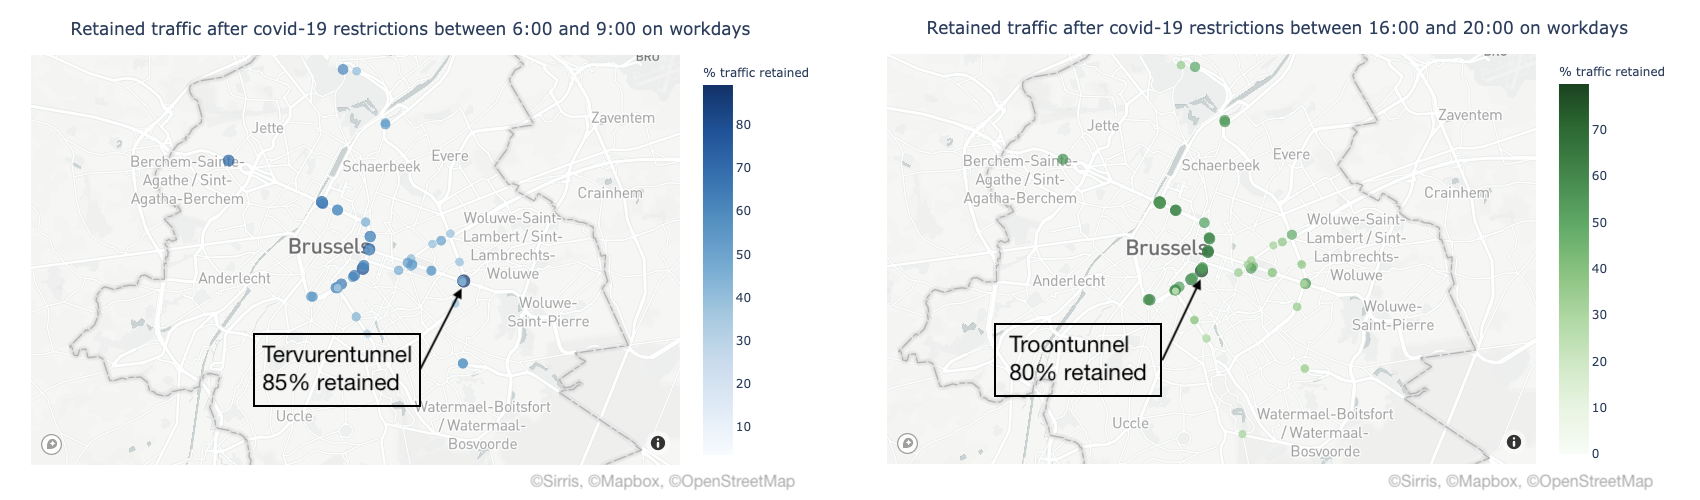 Retained traffic after covid-19 restrictions between 6:00 and 9:00 on workdays
BRU
% traffic retained
Zaventem
Jette
80
Evere
Berchem-Sainte-
Schaerbeek
Agathe / Sint-
70
Agatha-Berchem
Crainhem
60
Woluwe-Saint-
Lambert / Sint-
Brussels
Lambrechts-
50
Woluwe
Anderlecht
40
Woluwe-
Saint-Pierre
30
Tervurentunnel
85% retained
20
Uccle
Watermael-Boitsfort
/ Watermaal-
10
Bosvoorde
©Sirris, ©Mapbox, ©OpenStreetMap
Retained traffic after covid-19 restrictions between 16:00 and 20:00 on workdays
BRU
% traffic retained
Zaventem
Jette
70
Evere
Berchem-Sainte-
Schaerbeek
Agathe / Sint-
60
Agatha-Berchem
Crainhem
Woluwe-Saint-
50
Lambert / Sint-
Brussels
Lambrechts-
40
Woluwe
Anderlecht
Woluwe-
30
Saint-Pierre
Troontunnel
80% retained
20
10
Uccle
Watermael-Boitsfort
/ Watermaal-
Bosvoorde
0
©Sirris, ©Mapbox, ©OpenStreetMap